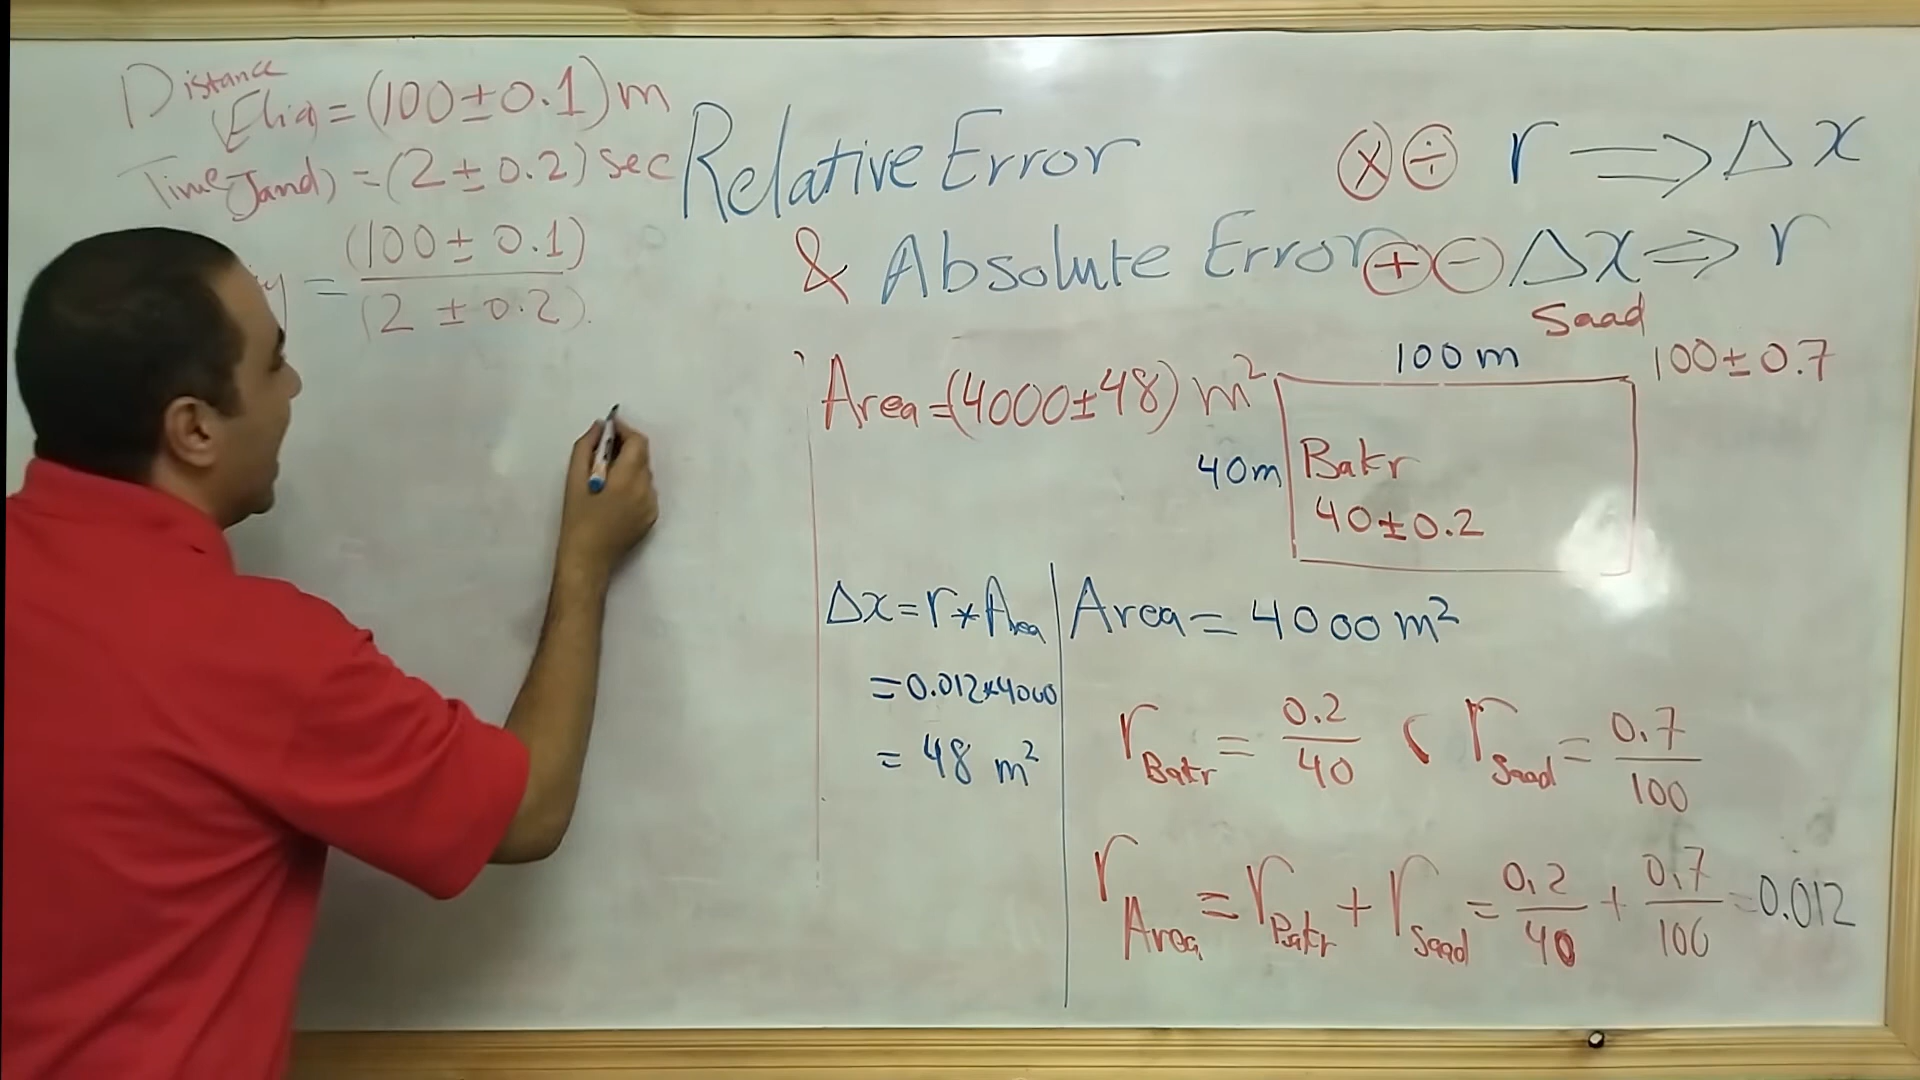 Distance
(Elia) = (100 ± 0.1) m
Time(Jand) = (2 ± 0.2) sec
y = (100 ± 0.1) / (2 ± 0.2)
Relative Error
& Absolute Error
× ÷ r ⇒ Δx
+ − Δx ⇒ r
Saad
100 m 100 ± 0.7
Area = (4000 ± 48) m²
40m Bakr
40 ± 0.2
Δx = r * Area
= 0.012 * 4000
= 48 m²
Area = 4000 m²
r Bakr = 0.2 / 40 , r Saad = 0.7 / 100
r Area = r Bakr + r Saad = 0.2 / 40 + 0.7 / 100 = 0.012